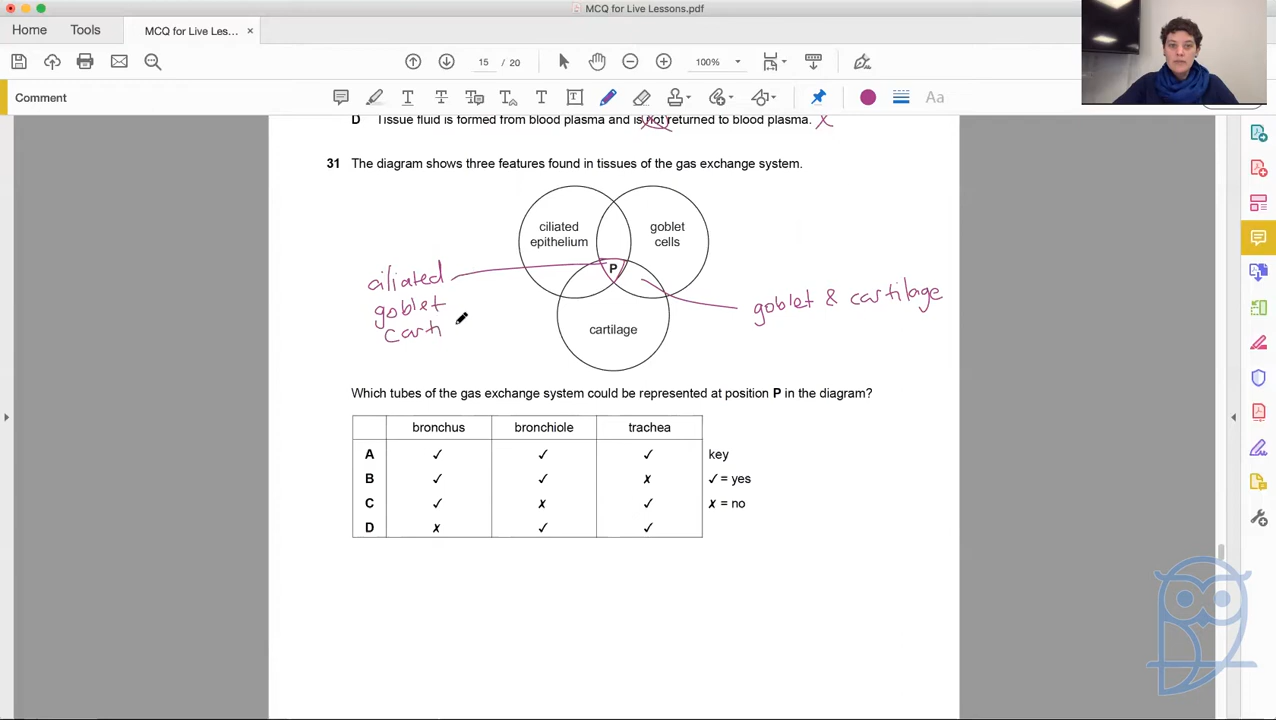 MCQ for Live Lessons.pdf
Home
Tools
MCQ for Live Les...
×
15 / 20
100%
Comment
Aa
D Tissue fluid is formed from blood plasma and is not returned to blood plasma. X
31 The diagram shows three features found in tissues of the gas exchange system.
ciliated
epithelium
goblet
cells
P
cartilage
ciliated
goblet
carti
goblet & cartilage
Which tubes of the gas exchange system could be represented at position P in the diagram?
bronchus bronchiole trachea
A ✓ ✓ ✓ key
B ✓ ✓ ✗ ✓ = yes
C ✓ ✗ ✓ ✗ = no
D ✗ ✓ ✓